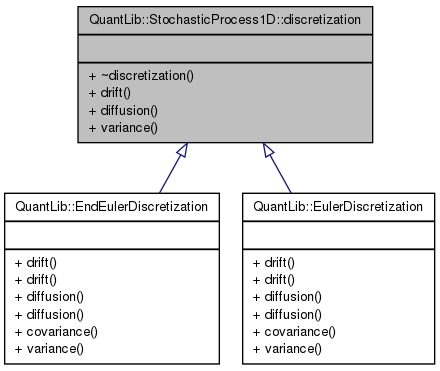 QuantLib::StochasticProcess1D::discretization
+ ~discretization()
+ drift()
+ diffusion()
+ variance()
QuantLib::EndEulerDiscretization
+ drift()
+ drift()
+ diffusion()
+ diffusion()
+ covariance()
+ variance()
QuantLib::EulerDiscretization
+ drift()
+ drift()
+ diffusion()
+ diffusion()
+ covariance()
+ variance()